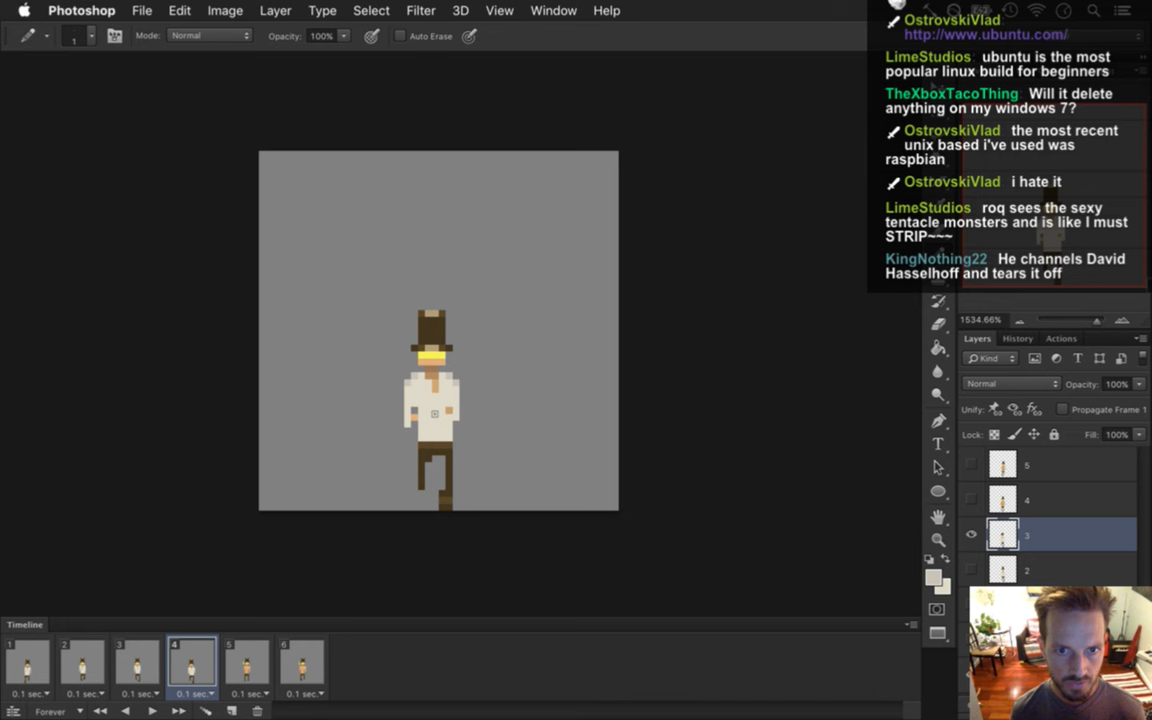 Photoshop File Edit Image Layer Type Select Filter 3D View Window Help
1 Mode: Normal Opacity: 100% Auto Erase
OstrovskiVlad
http://www.ubuntu.com/
LimeStudios ubuntu is the most
popular linux build for beginners
TheXboxTacoThing Will it delete
anything on my windows 7?
OstrovskiVlad the most recent
unix based i've used was
raspbian
OstrovskiVlad i hate it
LimeStudios roq sees the sexy
tentacle monsters and is like I must
STRIP~~~
KingNothing22 He channels David
Hasselhoff and tears it off
1534.66%
Layers History Actions
Kind
Normal Opacity: 100%
Unify: Propagate Frame 1
Lock: Fill: 100%
5
4
3
2
Timeline
1 2 3 4 5 6
0.1 sec. 0.1 sec. 0.1 sec. 0.1 sec. 0.1 sec. 0.1 sec.
Forever